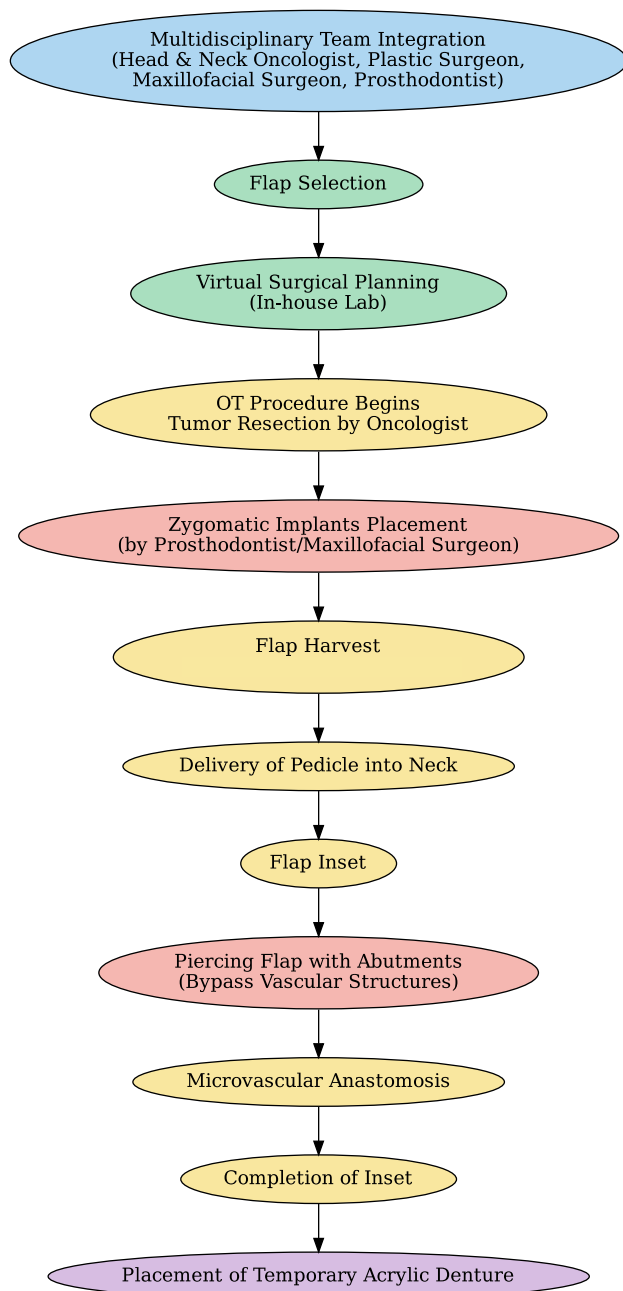 Multidisciplinary Team Integration
(Head & Neck Oncologist, Plastic Surgeon,
Maxillofacial Surgeon, Prosthodontist)
Flap Selection
Virtual Surgical Planning
(In-house Lab)
OT Procedure Begins
Tumor Resection by Oncologist
Zygomatic Implants Placement
(by Prosthodontist/Maxillofacial Surgeon)
Flap Harvest
Delivery of Pedicle into Neck
Flap Inset
Piercing Flap with Abutments
(Bypass Vascular Structures)
Microvascular Anastomosis
Completion of Inset
Placement of Temporary Acrylic Denture